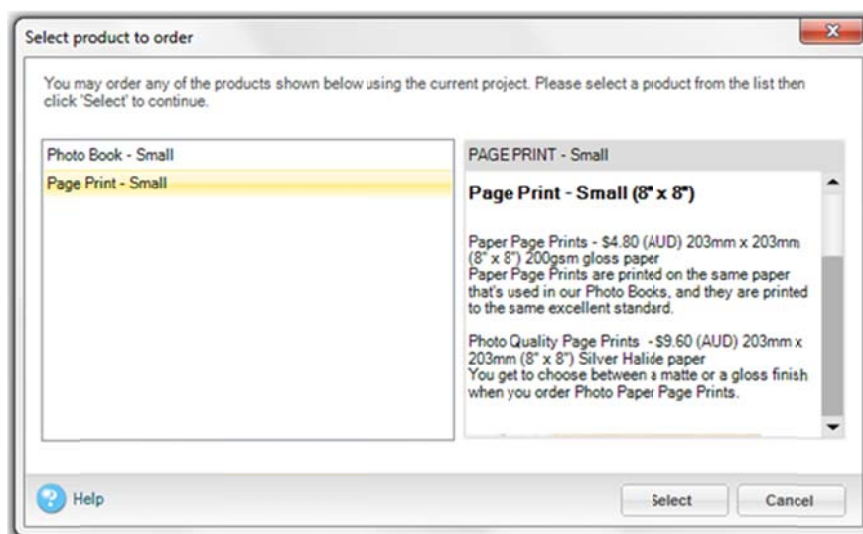 Select product to order
You may order any of the products shown below using the current project. Please select a product from the list then
click 'Select' to continue.
Photo Book - Small
Page Print - Small
PAGE PRINT - Small
Page Print - Small (8" x 8")
Paper Page Prints - $4.80 (AUD) 203mm x 203mm
(8" x 8") 200gsm gloss paper
Paper Page Prints are printed on the same paper
that's used in our Photo Books, and they are printed
to the same excellent standard.
Photo Quality Page Prints -$9.60 (AUD) 203mm x
203mm (8" x 8") Silver Halide paper
You get to choose between a matte or a gloss finish
when you order Photo Paper Page Prints.
Help
Select
Cancel